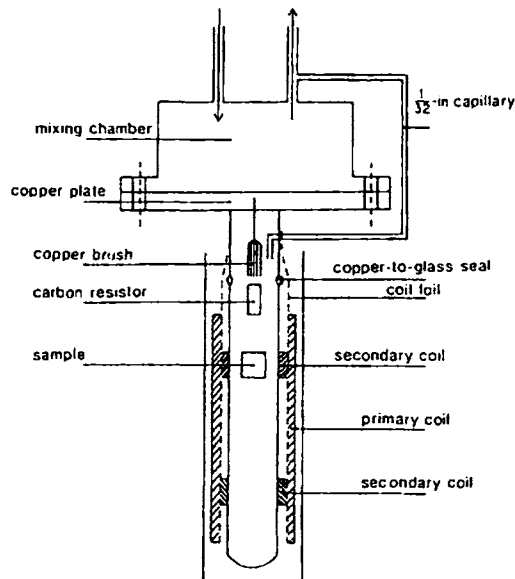 1/32-in capillary
mixing chamber
copper plate
copper brush
copper-to-glass seal
carbon resistor
coil foil
sample
secondary coil
primary coil
secondary coil